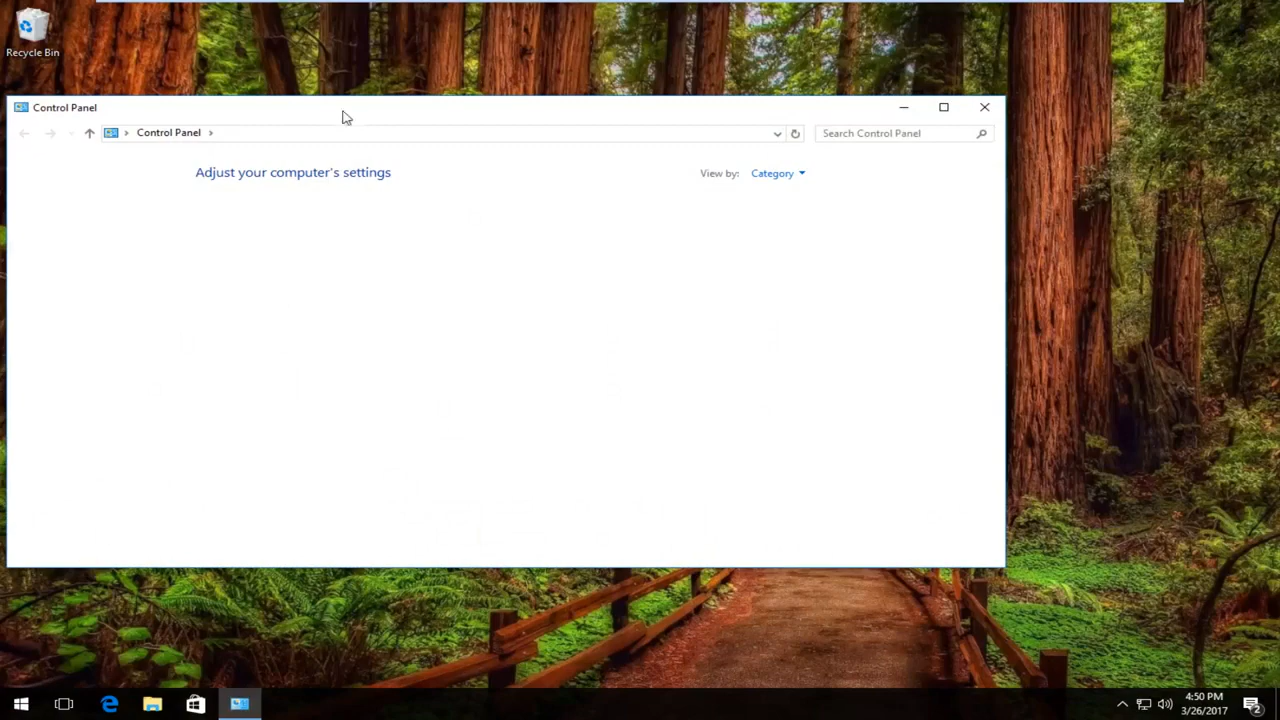 Recycle Bin
Control Panel
Control Panel
Search Control Panel
Adjust your computer's settings
View by: Category
4:50 PM
3/26/2017
2